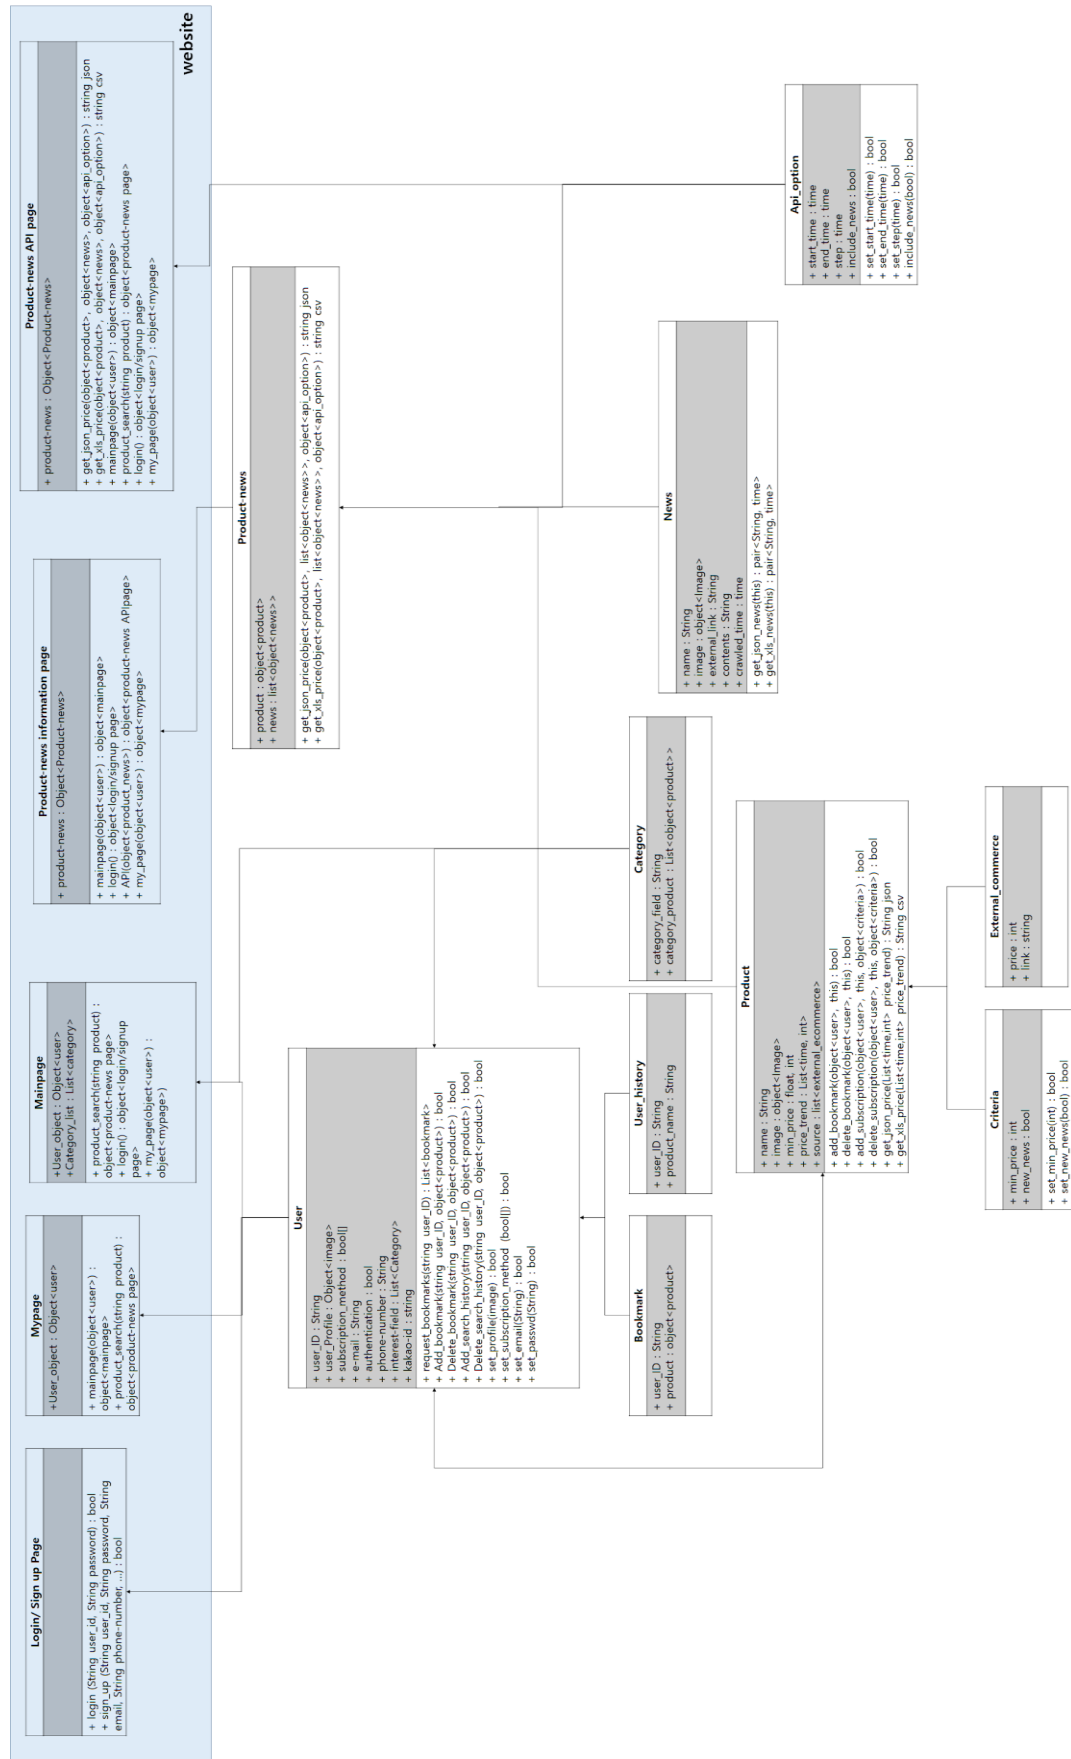 website
Login/ Sign up Page
+ login (String user_id, String password) : bool
+ sign_up (String user_id, String password, String
email, String phone-number, ...) : bool
Mypage
+User_object : Object<user>
+ mainpage(object<user>) :
object<mainpage>
+ product_search(string product) :
object<product-news page>
Mainpage
+User_object : Object<user>
+Category_list : List<category>
+ product_search(string product) :
object<product-news page>
+ login() : object<login/signup
page>
+ my_page(object<user>) :
object<mypage>)
Product-news information page
+ product-news : Object<Product-news>
+ mainpage(object<user>) : object<mainpage>
+ login() : object<login/signup page>
+ API(object<product_news>) : object<product-news APIpage>
+ my_page(object<user>) : object<mypage>
Product-news API page
+ product-news : Object<Product-news>
+ get_json_price(object<product>, object<news>, object<api_option>) : string json
+ get_xls_price(object<product>, object<news>, object<api_option>) : string csv
+ mainpage(object<user>) : object<mainpage>
+ product_search(string product) : object<product-news page>
+ login() : object<login/signup page>
+ my_page(object<user>) : object<mypage>
User
+ user_ID : String
+ user_Profile : Object<image>
+ subscription_method : bool[]
+ e-mail : String
+ authentication : bool
+ phone-number : String
+ interest-field : List<Category>
+ kakao-id : string
+ request_bookmarks(string user_ID) : List<bookmark>
+ Add_bookmark(string user_ID, object<product>) : bool
+ Delete_bookmark(string user_ID, object<product>) : bool
+ Add_search_history(string user_ID, object<product>) : bool
+ Delete_search_history(string user_ID, object<product>) : bool
+ set_profile(image) : bool
+ set_subscription_method (bool[]) : bool
+ set_email(String) : bool
+ set_passwd(String) : bool
Product-news
+ product : object<product>
+ news : list<object<news>>
+ get_json_price(object<product>, list<object<news>>, object<api_option>) : string json
+ get_xls_price(object<product>, list<object<news>>, object<api_option>) : string csv
Bookmark
+ user_ID : String
+ product : object<product>
User_history
+ user_ID : String
+ product_name : String
Category
+ category_field : String
+ category_product : List<object<product>>
News
+ name : String
+ image : object<Image>
+ external_link : String
+ contents : String
+ crawled_time : time
+ get_json_news(this) : pair<String, time>
+ get_xls_news(this) : pair<String, time>
Api_option
+ start_time : time
+ end_time : time
+ step : time
+ include_news : bool
+ set_start_time(time) : bool
+ set_end_time(time) : bool
+ set_step(time) : bool
+ include_news(bool) : bool
Product
+ name : String
+ image : object<Image>
+ min_price : float, int
+ price_trend : List<time, int>
source : list<external_ecommerce>
+ add_bookmark(object<user>, this) : bool
+ delete_bookmark(object<user>, this) : bool
+ add_subscription(object<user>, this, object<criteria>) : bool
+ delete_subscription(object<user>, this, object<criteria>) : bool
+ get_json_price(List<time,int> price_trend) : String json
+ get_xls_price(List<time,int> price_trend) : String csv
Criteria
+ min_price : int
+ new_news : bool
+ set_min_price(int) : bool
+ set_new_news(bool) : bool
External_commerce
+ price : int
+ link : string